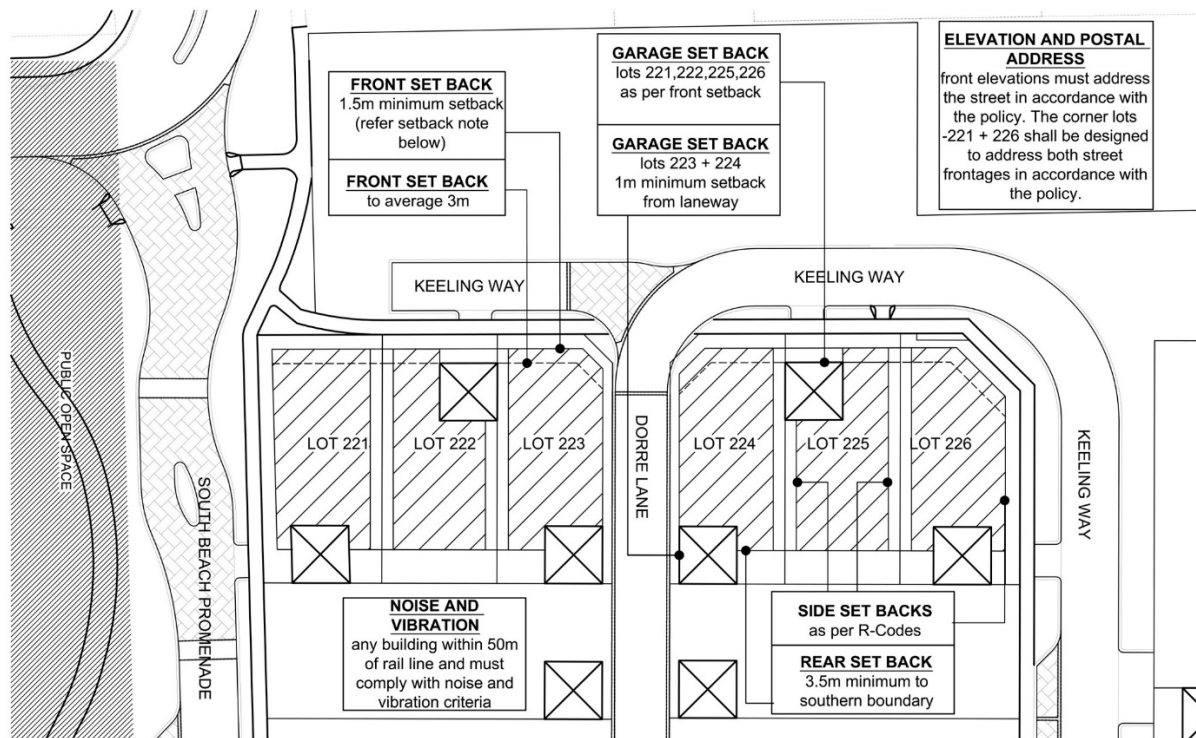 FRONT SET BACK
1.5m minimum setback
(refer setback note
below)
FRONT SET BACK
to average 3m
GARAGE SET BACK
lots 221,222,225,226
as per front setback
GARAGE SET BACK
lots 223 + 224
1m minimum setback
from laneway
ELEVATION AND POSTAL
ADDRESS
front elevations must address
the street in accordance with
the policy. The corner lots
-221 + 226 shall be designed
to address both street
frontages in accordance with
the policy.
KEELING WAY
KEELING WAY
PUBLIC OPEN SPACE
SOUTH BEACH PROMENADE
LOT 221
LOT 222
LOT 223
DORRE LANE
LOT 224
LOT 225
LOT 226
KEELING WAY
NOISE AND
VIBRATION
any building within 50m
of rail line and must
comply with noise and
vibration criteria
SIDE SET BACKS
as per R-Codes
REAR SET BACK
3.5m minimum to
southern boundary